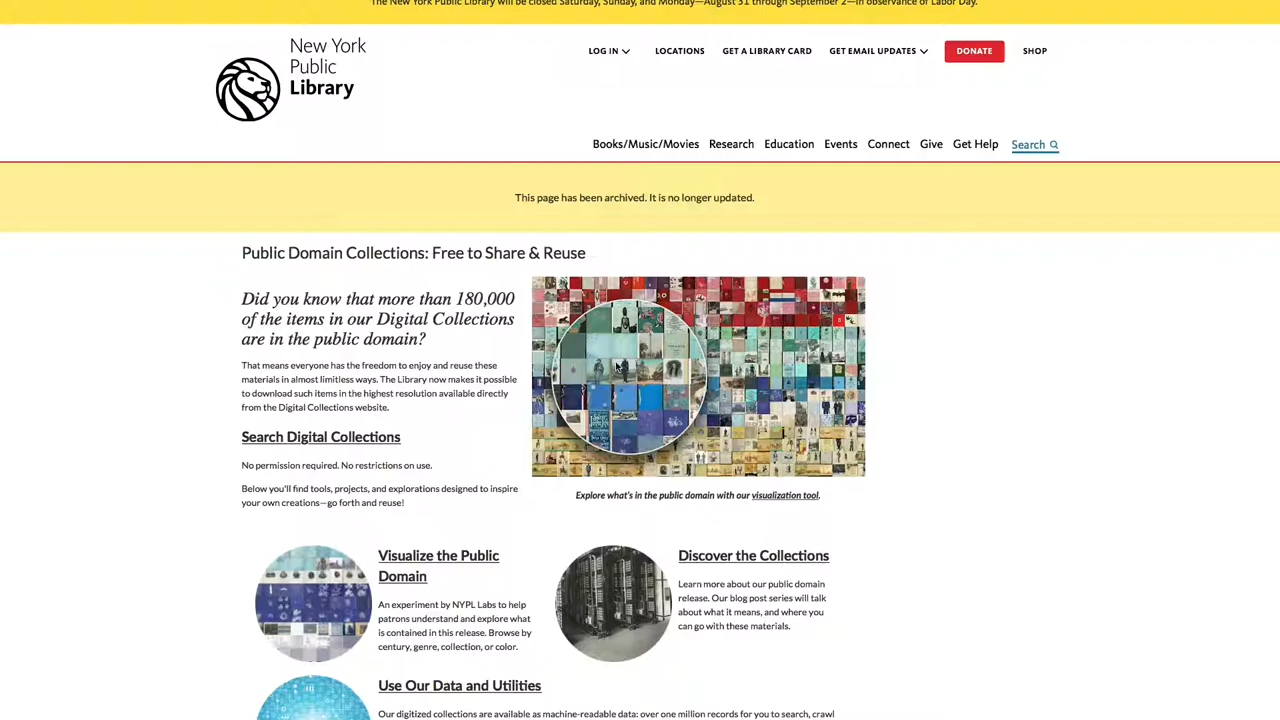 The New York Public Library will be closed Saturday, Sunday, and Monday—August 31 through September 2—in observance of Labor Day.
New York
Public
Library
LOG IN
LOCATIONS
GET A LIBRARY CARD
GET EMAIL UPDATES
DONATE
SHOP
Books/Music/Movies Research Education Events Connect Give Get Help Search
This page has been archived. It is no longer updated.
Public Domain Collections: Free to Share & Reuse
Did you know that more than 180,000
of the items in our Digital Collections
are in the public domain?
That means everyone has the freedom to enjoy and reuse these
materials in almost limitless ways. The Library now makes it possible
to download such items in the highest resolution available directly
from the Digital Collections website.
Search Digital Collections
No permission required. No restrictions on use.
Below you'll find tools, projects, and explorations designed to inspire
your own creations—go forth and reuse!
Explore what's in the public domain with our visualization tool.
Visualize the Public
Domain
An experiment by NYPL Labs to help
patrons understand and explore what
is contained in this release. Browse by
century, genre, collection, or color.
Discover the Collections
Learn more about our public domain
release. Our blog post series will talk
about what it means, and where you
can go with these materials.
Use Our Data and Utilities
Our digitized collections are available as machine-readable data: over one million records for you to search, crawl